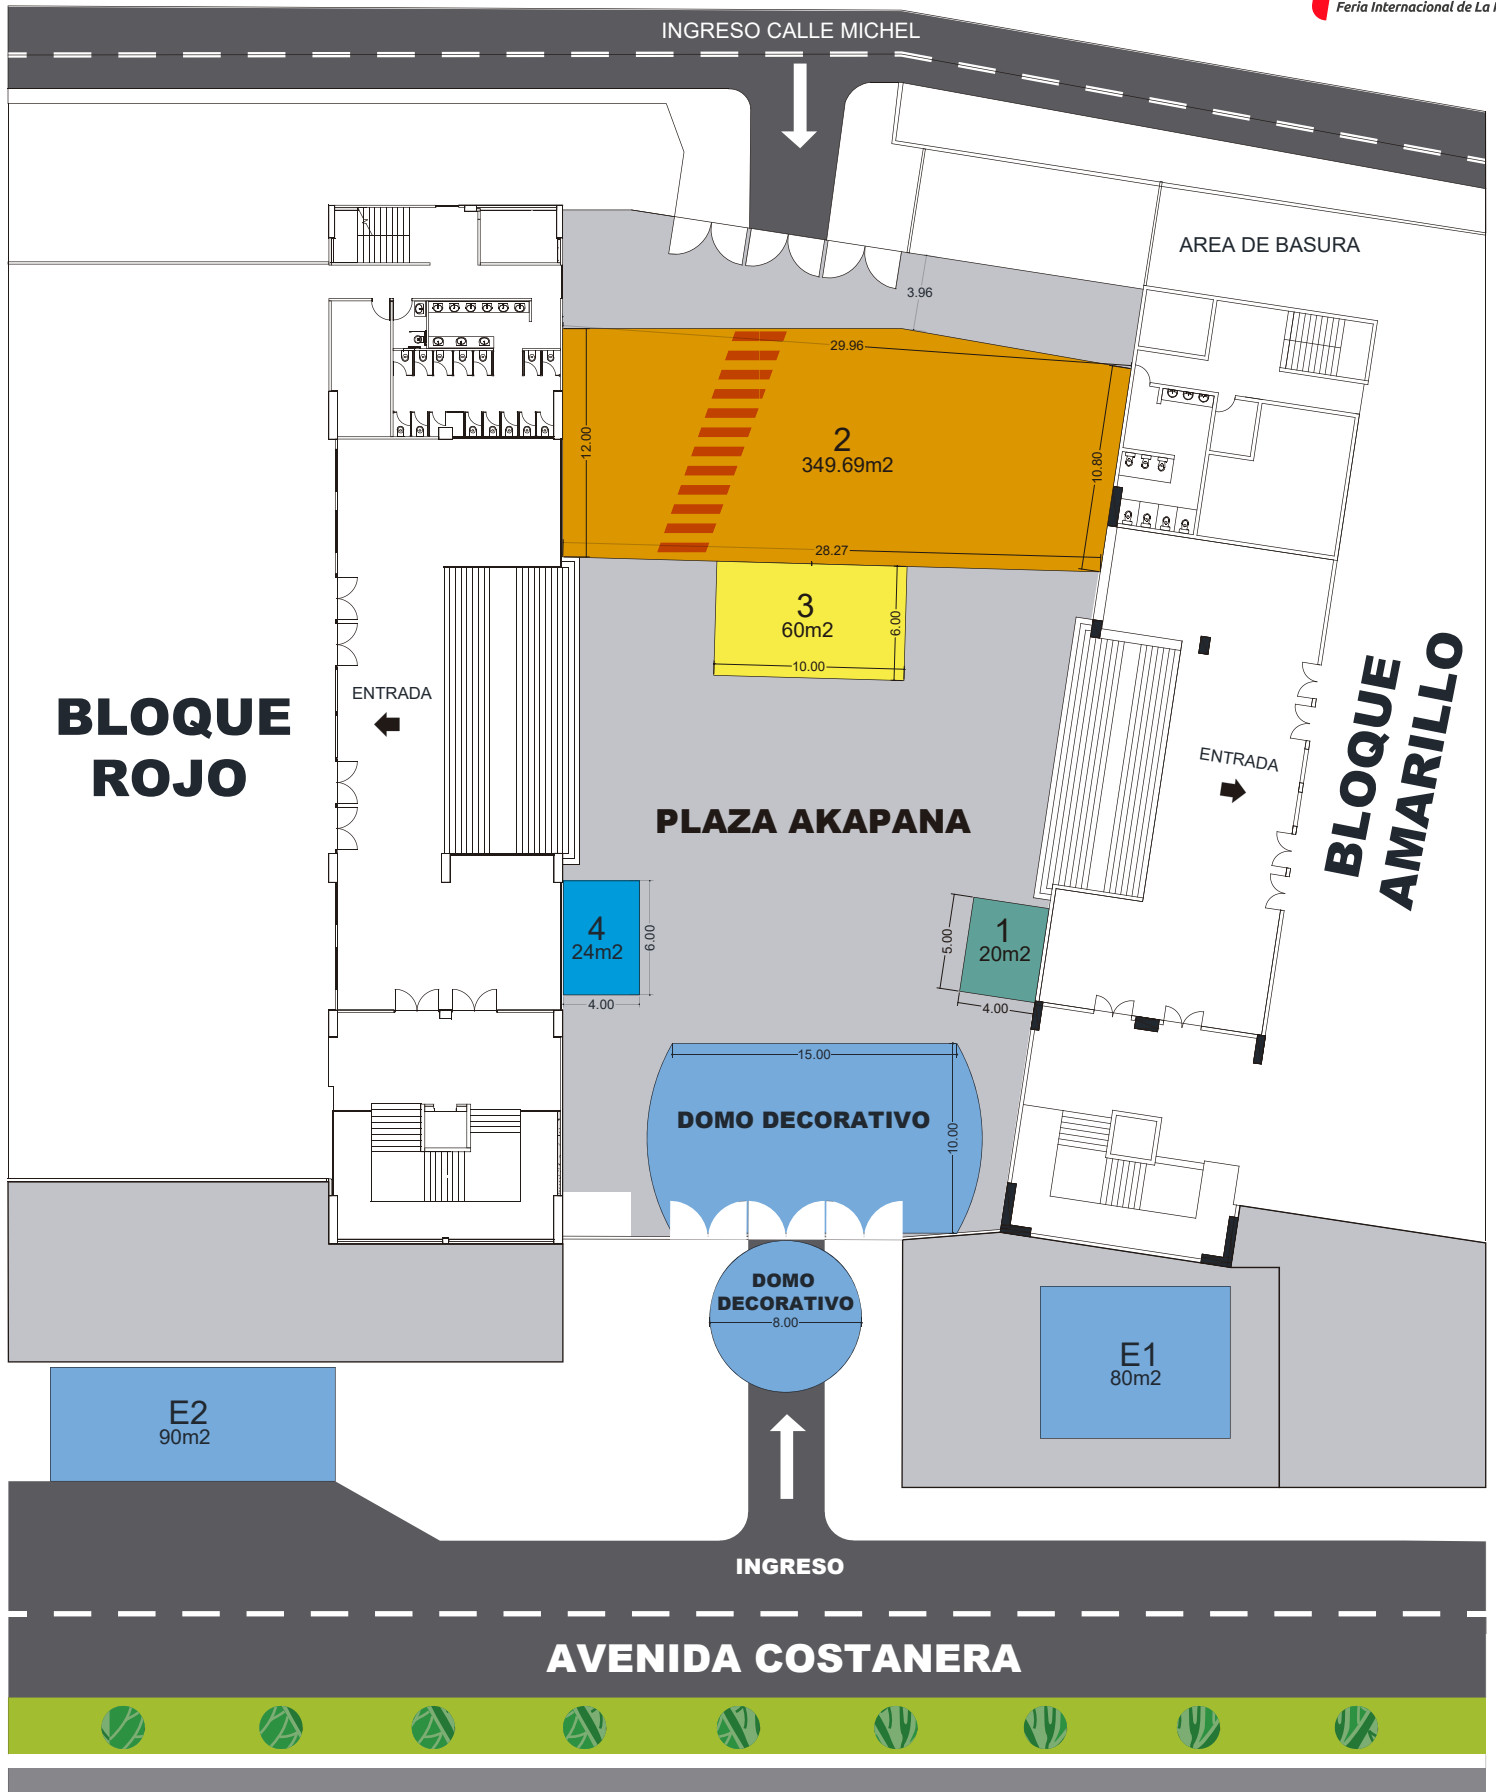 Feria Internacional de La
INGRESO CALLE MICHEL
AREA DE BASURA
3.96
29.96
12.00
2
349.69m2
10.80
28.27
3
60m2
6.00
10.00
BLOQUE
ROJO
ENTRADA
PLAZA AKAPANA
ENTRADA
BLOQUE
AMARILLO
4
24m2
6.00
4.00
5.00
1
20m2
4.00
15.00
DOMO DECORATIVO
10.00
DOMO
DECORATIVO
8.00
E1
80m2
E2
90m2
INGRESO
AVENIDA COSTANERA